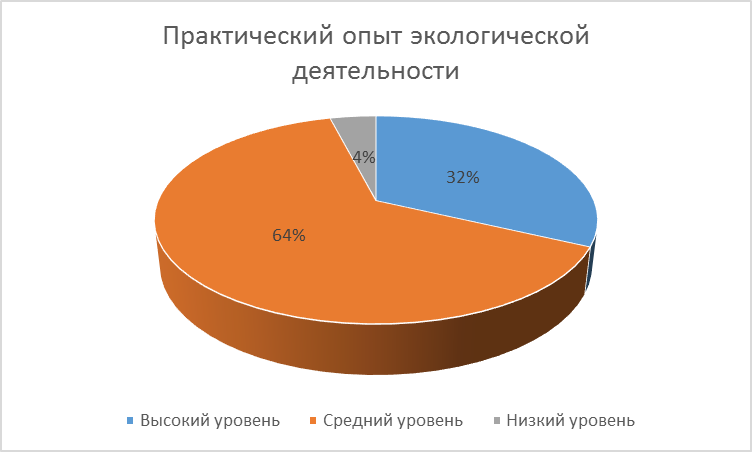 Практический опыт экологической
деятельности
4%
32%
64%
Высокий уровень Средний уровень Низкий уровень